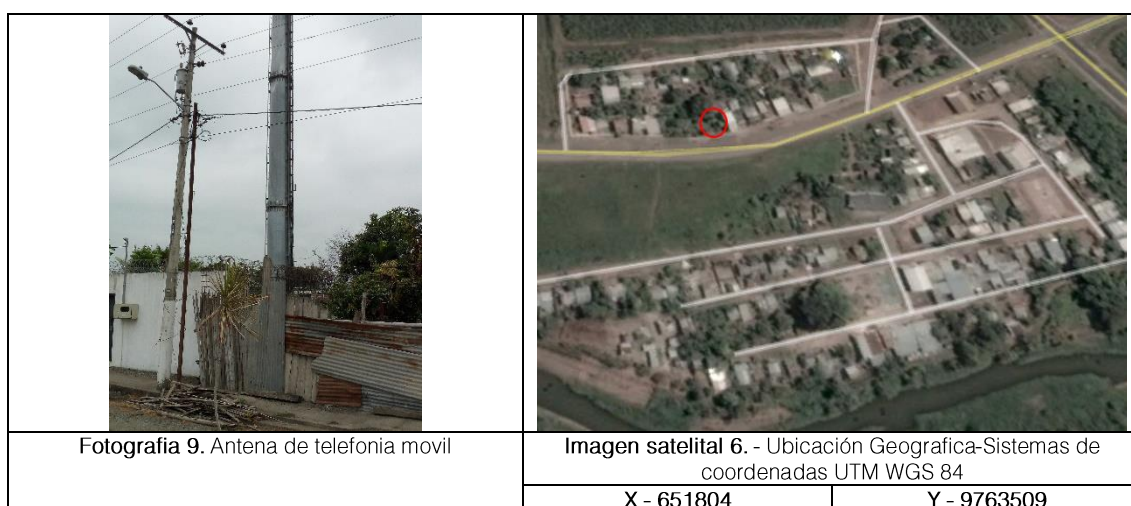 Fotografia 9. Antena de telefonia movil
Imagen satelital 6. - Ubicación Geografica-Sistemas de
coordenadas UTM WGS 84
X - 651804
Y - 9763509